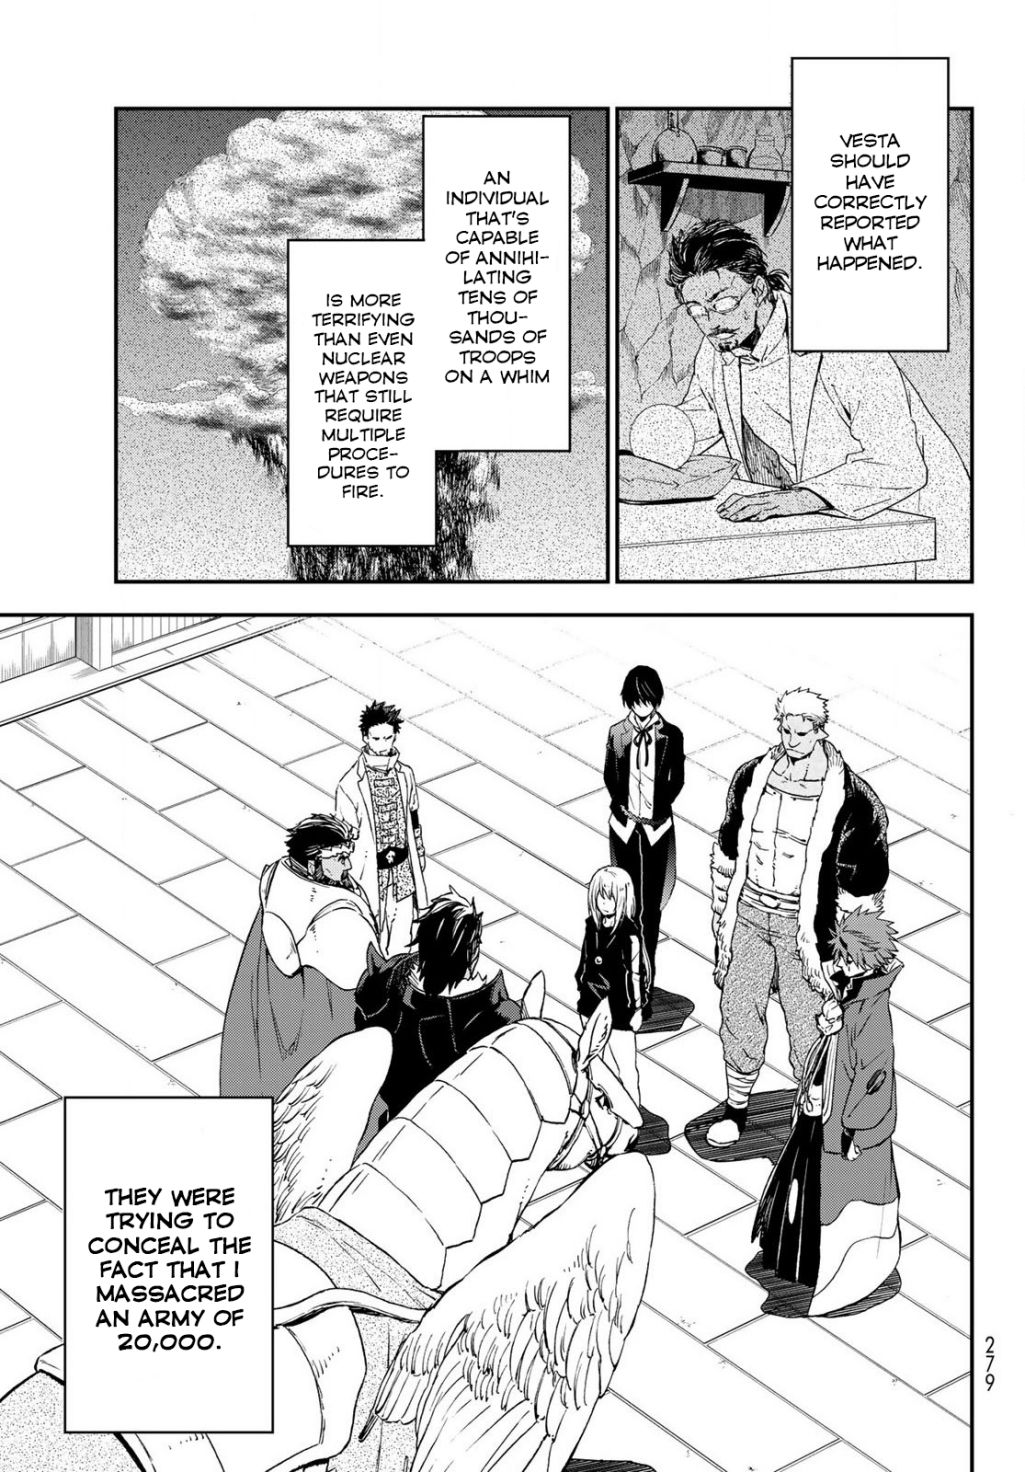 VESTA
SHOULD
HAVE
CORRECTLY
REPORTED
WHAT
HAPPENED.
AN
INDIVIDUAL
THAT'S
CAPABLE
OF ANNIHI-
LATING
TENS OF
THOU-
SANDS OF
TROOPS
ON A WHIM
IS MORE
TERRIFYING
THAN EVEN
NUCLEAR
WEAPONS
THAT STILL
REQUIRE
MULTIPLE
PROCE-
DURES TO
FIRE.
THEY WERE
TRYING TO
CONCEAL THE
FACT THAT I
MASSACRED
AN ARMY OF
20,000.
279